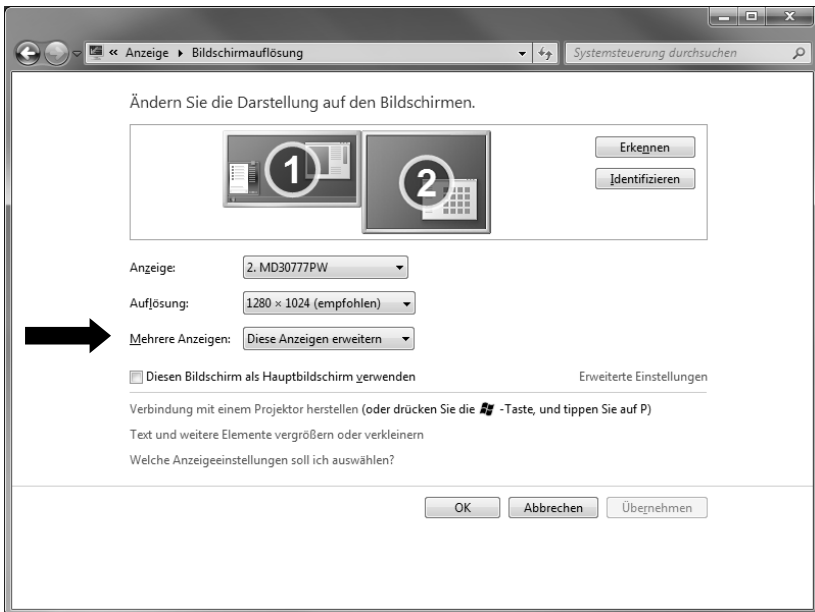 « Anzeige ▸ Bildschirmauflösung
Systemsteuerung durchsuchen
Ändern Sie die Darstellung auf den Bildschirmen.
1
2
Erkennen
Identifizieren
Anzeige: 2. MD30777PW
Auflösung: 1280 × 1024 (empfohlen)
Mehrere Anzeigen: Diese Anzeigen erweitern
Diesen Bildschirm als Hauptbildschirm verwenden
Erweiterte Einstellungen
Verbindung mit einem Projektor herstellen (oder drücken Sie die -Taste, und tippen Sie auf P)
Text und weitere Elemente vergrößern oder verkleinern
Welche Anzeigeeinstellungen soll ich auswählen?
OK Abbrechen Übernehmen